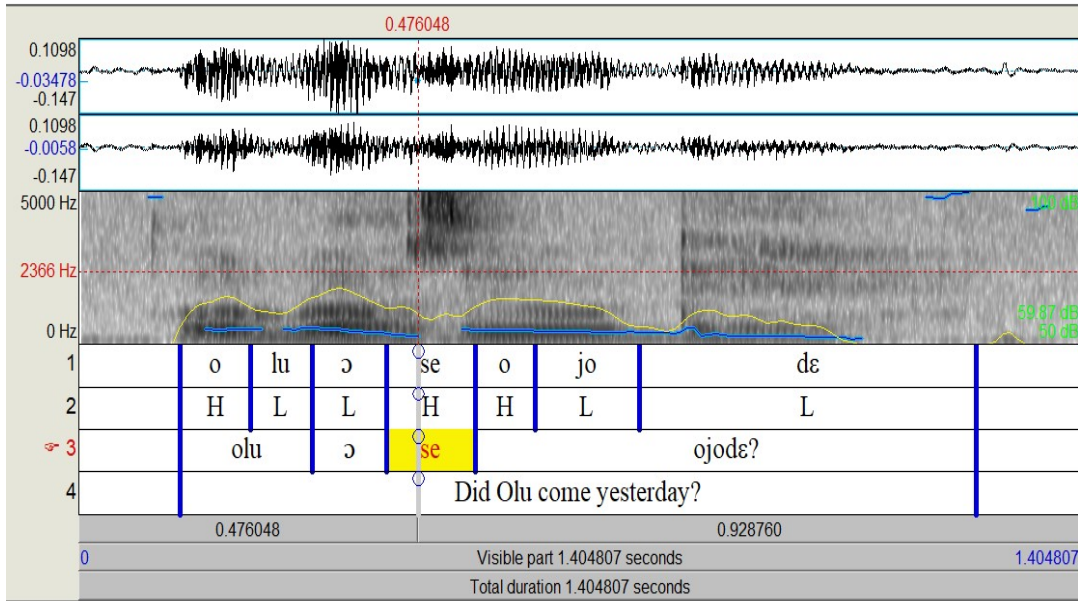 0.476048
0.1098
-0.03478
-0.147
0.1098
-0.0058
-0.147
5000 Hz
100 dB
2366 Hz
59.87 dB
0 Hz
50 dB
1 o lu ɔ se o jo dɛ
2 H L L H H L L
☞ 3 olu ɔ se ojodɛ?
4 Did Olu come yesterday?
0.476048 0.928760
0 Visible part 1.404807 seconds 1.404807
Total duration 1.404807 seconds